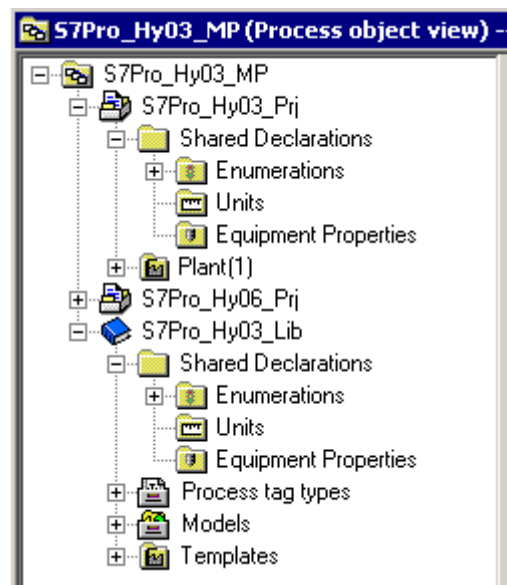 S7Pro_Hy03_MP (Process object view) --
S7Pro_Hy03_MP
S7Pro_Hy03_Prj
Shared Declarations
Enumerations
Units
Equipment Properties
Plant(1)
S7Pro_Hy06_Prj
S7Pro_Hy03_Lib
Shared Declarations
Enumerations
Units
Equipment Properties
Process tag types
Models
Templates